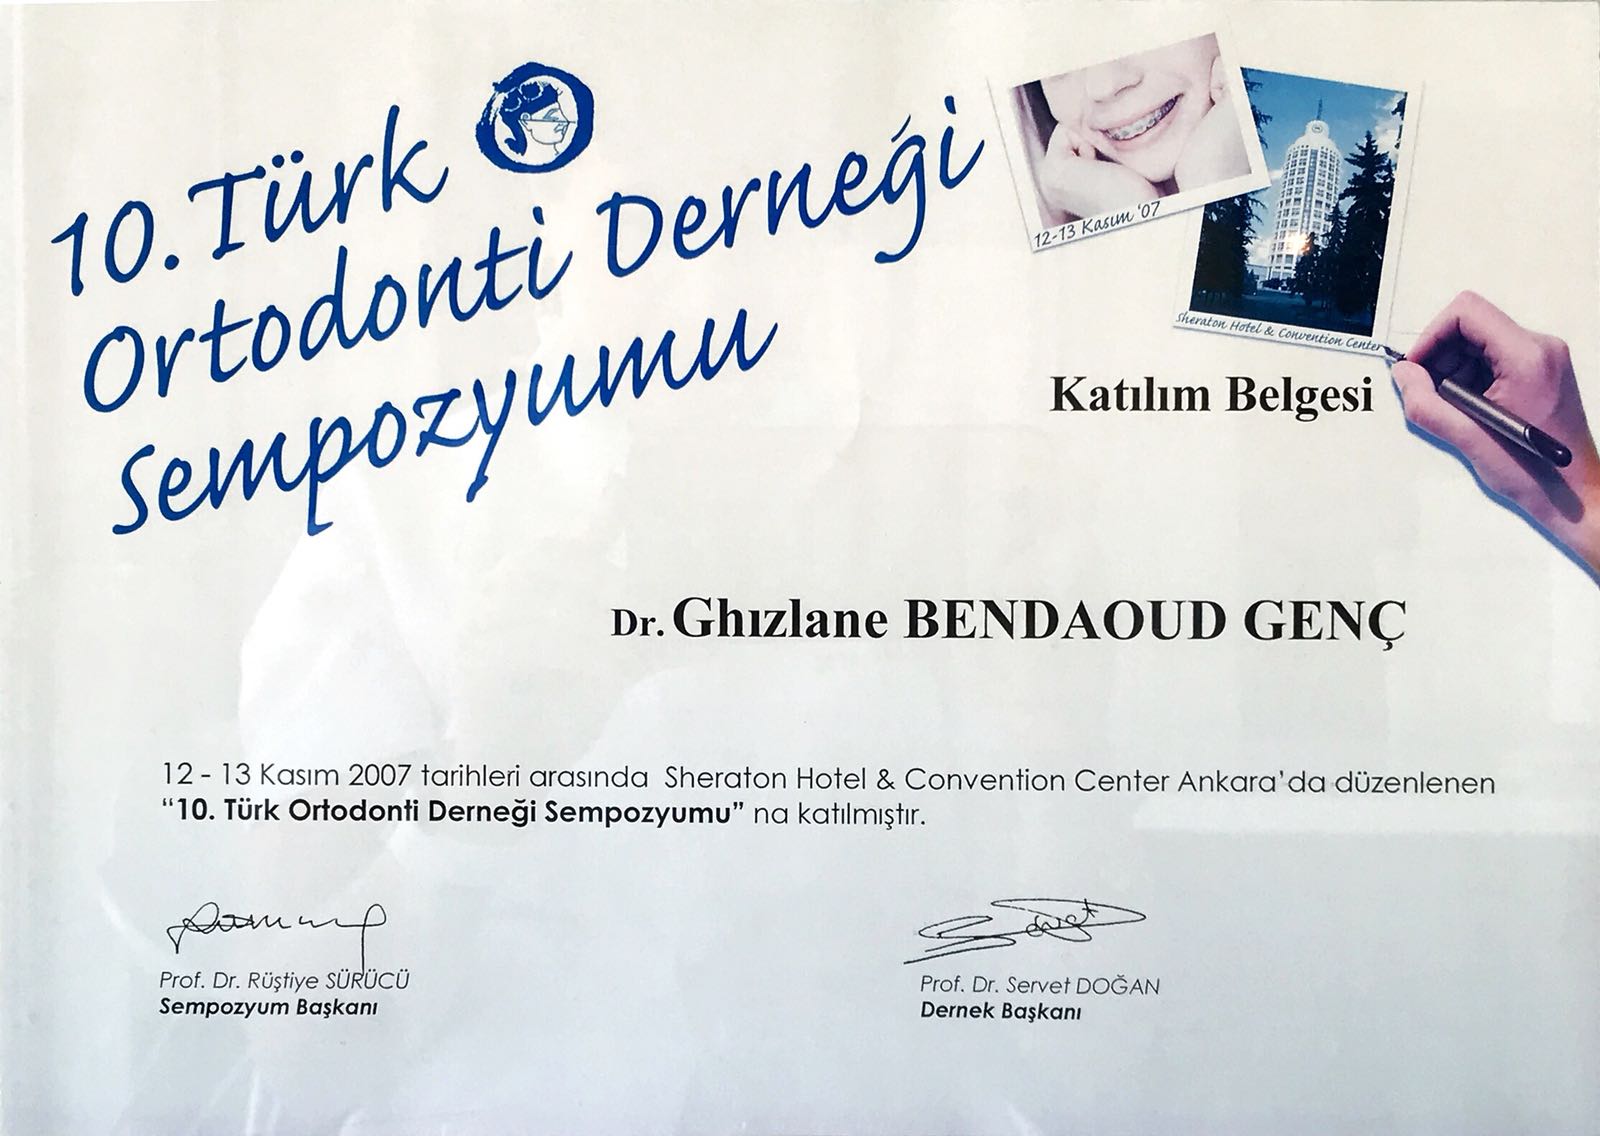 10. Türk
Ortodonti Derneği
Sempozyumu
12-13 Kasım '07
Sheraton Hotel & Convention Center
Katılım Belgesi
Dr. Ghızlane BENDAOUD GENÇ
12 - 13 Kasım 2007 tarihleri arasında Sheraton Hotel & Convention Center Ankara'da düzenlenen
"10. Türk Ortodonti Derneği Sempozyumu" na katılmıştır.
Prof. Dr. Rüştiye SÜRÜCÜ
Sempozyum Başkanı
Prof. Dr. Servet DOĞAN
Dernek Başkanı